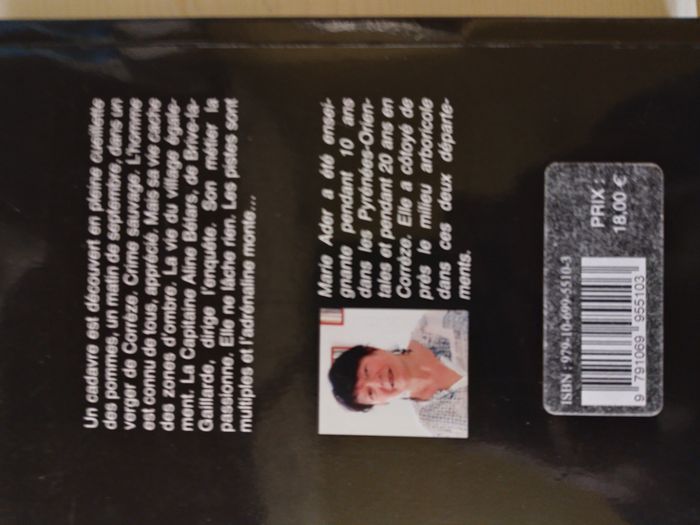 Un cadavre est découvert en pleine cueillette
des pommes, un matin de septembre, dans un
verger de Corrèze. Crime sauvage. L'homme
est connu de tous, apprécié. Mais sa vie cache
des zones d'ombre. La vie du village égale-
ment. La Capitaine Aline Bélars, de Brive-la-
Gaillarde, dirige l'enquête. Son métier la
passionne. Elle ne lâche rien. Les pistes sont
multiples et l'adrénaline monte...
Marie Ador a été ensei-
gnante pendant 10 ans
dans les Pyrénées-Orien-
tales et pendant 20 ans en
Corrèze. Elle a côtoyé de
près le milieu arboricole
dans ces deux départe-
ments.
ISBN : 979-10-699-5510-3
PRIX :
18.00 €
9 791069 955103